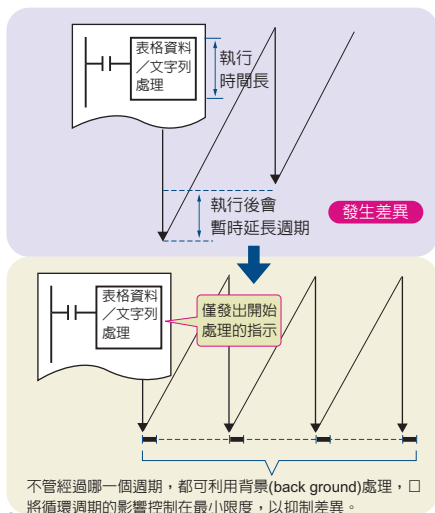 表格資料
／文字列
處理
執行
時間長
執行後會
暫時延長週期
發生差異
表格資料
／文字列
處理
僅發出開始
處理的指示
不管經過哪一個週期，都可利用背景(back ground)處理，□
將循環週期的影響控制在最小限度，以抑制差異。